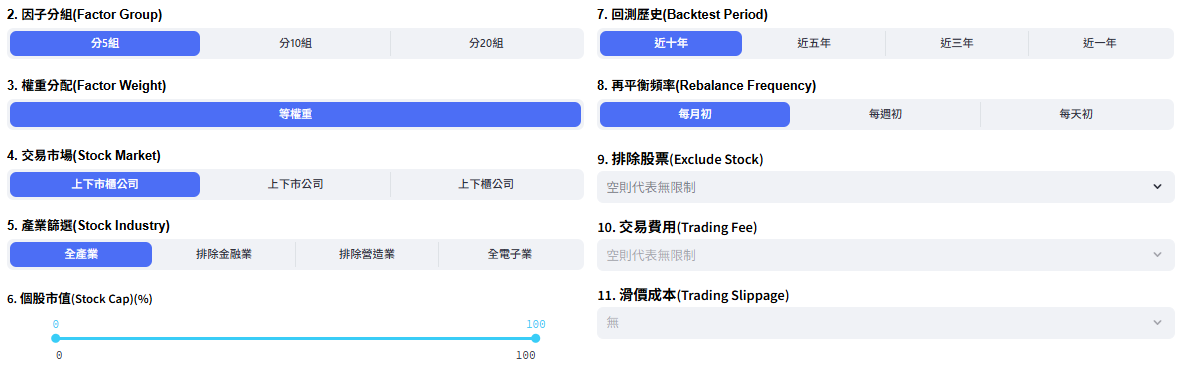 2. 因子分組(Factor Group)
分5組 分10組 分20組
3. 權重分配(Factor Weight)
等權重
4. 交易市場(Stock Market)
上下市櫃公司 上下市公司 上下櫃公司
5. 產業篩選(Stock Industry)
全產業 排除金融業 排除營造業 全電子業
6. 個股市值(Stock Cap)(%)
0 100
0 100
7. 回測歷史(Backtest Period)
近十年 近五年 近三年 近一年
8. 再平衡頻率(Rebalance Frequency)
每月初 每週初 每天初
9. 排除股票(Exclude Stock)
空則代表無限制
10. 交易費用(Trading Fee)
空則代表無限制
11. 滑價成本(Trading Slippage)
無